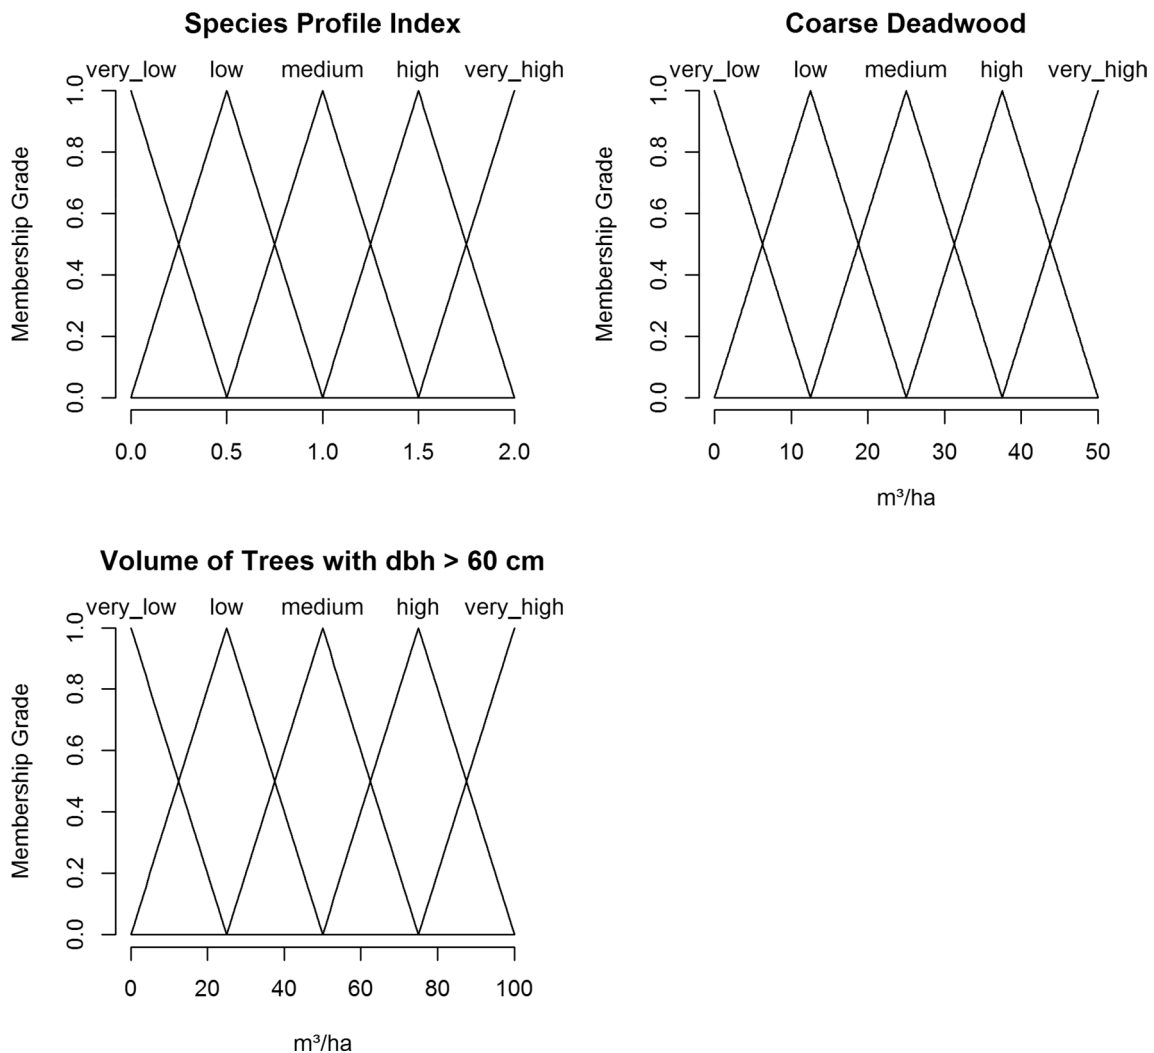 Species Profile Index
very_low low medium high very_high
Membership Grade
1.0
0.8
0.6
0.4
0.2
0.0
0.0 0.5 1.0 1.5 2.0
Coarse Deadwood
very_low low medium high very_high
Membership Grade
1.0
0.8
0.6
0.4
0.2
0.0
0 10 20 30 40 50
m³/ha
Volume of Trees with dbh > 60 cm
very_low low medium high very_high
Membership Grade
1.0
0.8
0.6
0.4
0.2
0.0
0 20 40 60 80 100
m³/ha